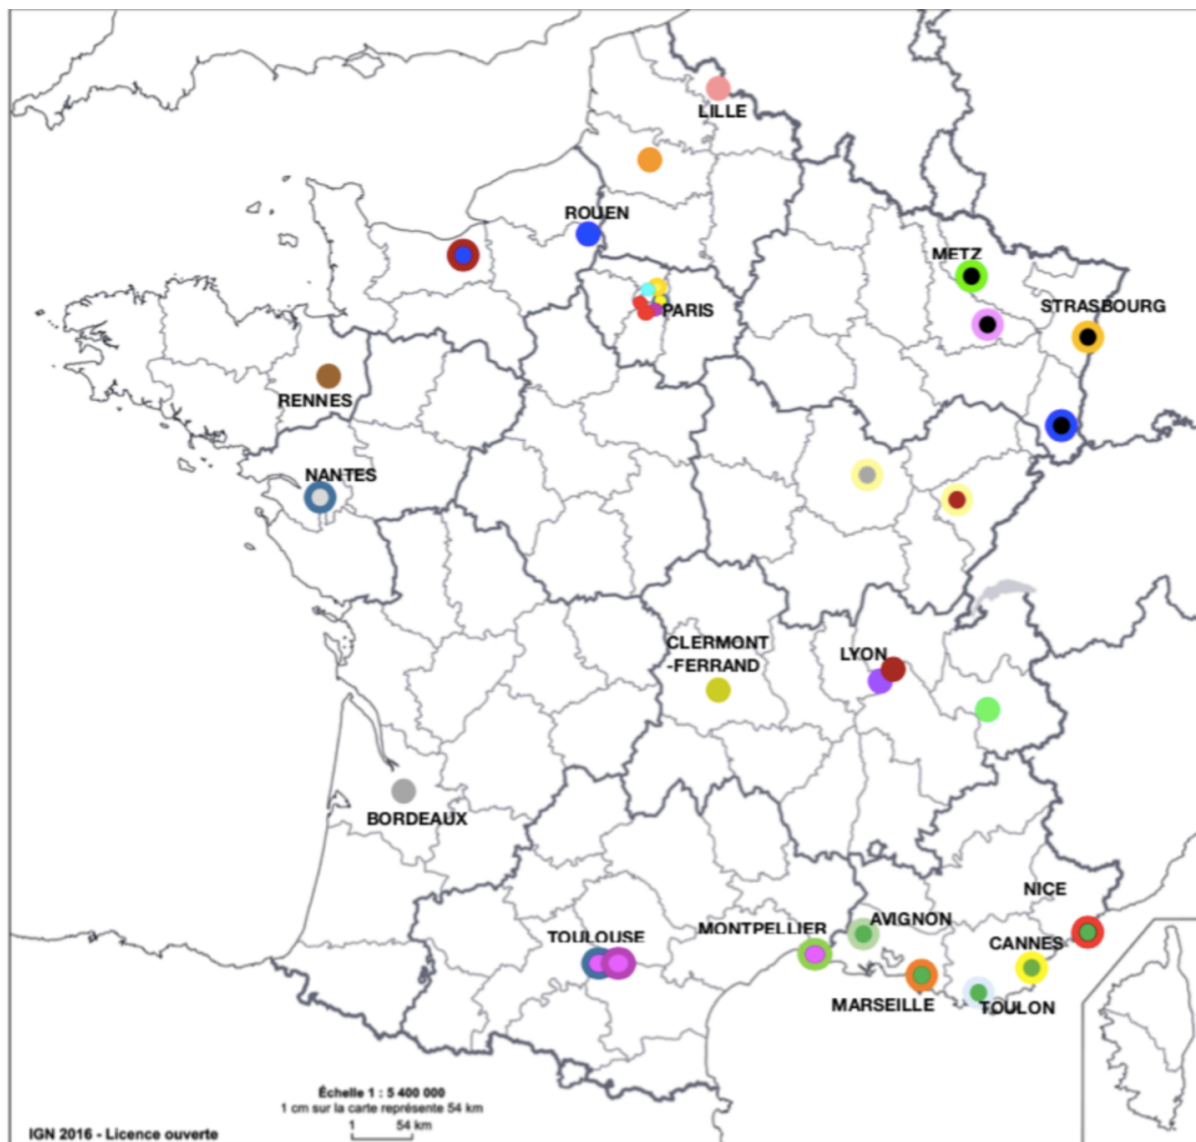 LILLE
ROUEN
METZ
STRASBOURG
PARIS
RENNES
NANTES
CLERMONT
-FERRAND
LYON
BORDEAUX
NICE
AVIGNON
MONTPELLIER
TOULOUSE
CANNES
MARSEILLE
TOULON
Échelle 1 : 5 400 000
1 cm sur la carte représente 54 km
1 54 km
IGN 2016 - Licence ouverte